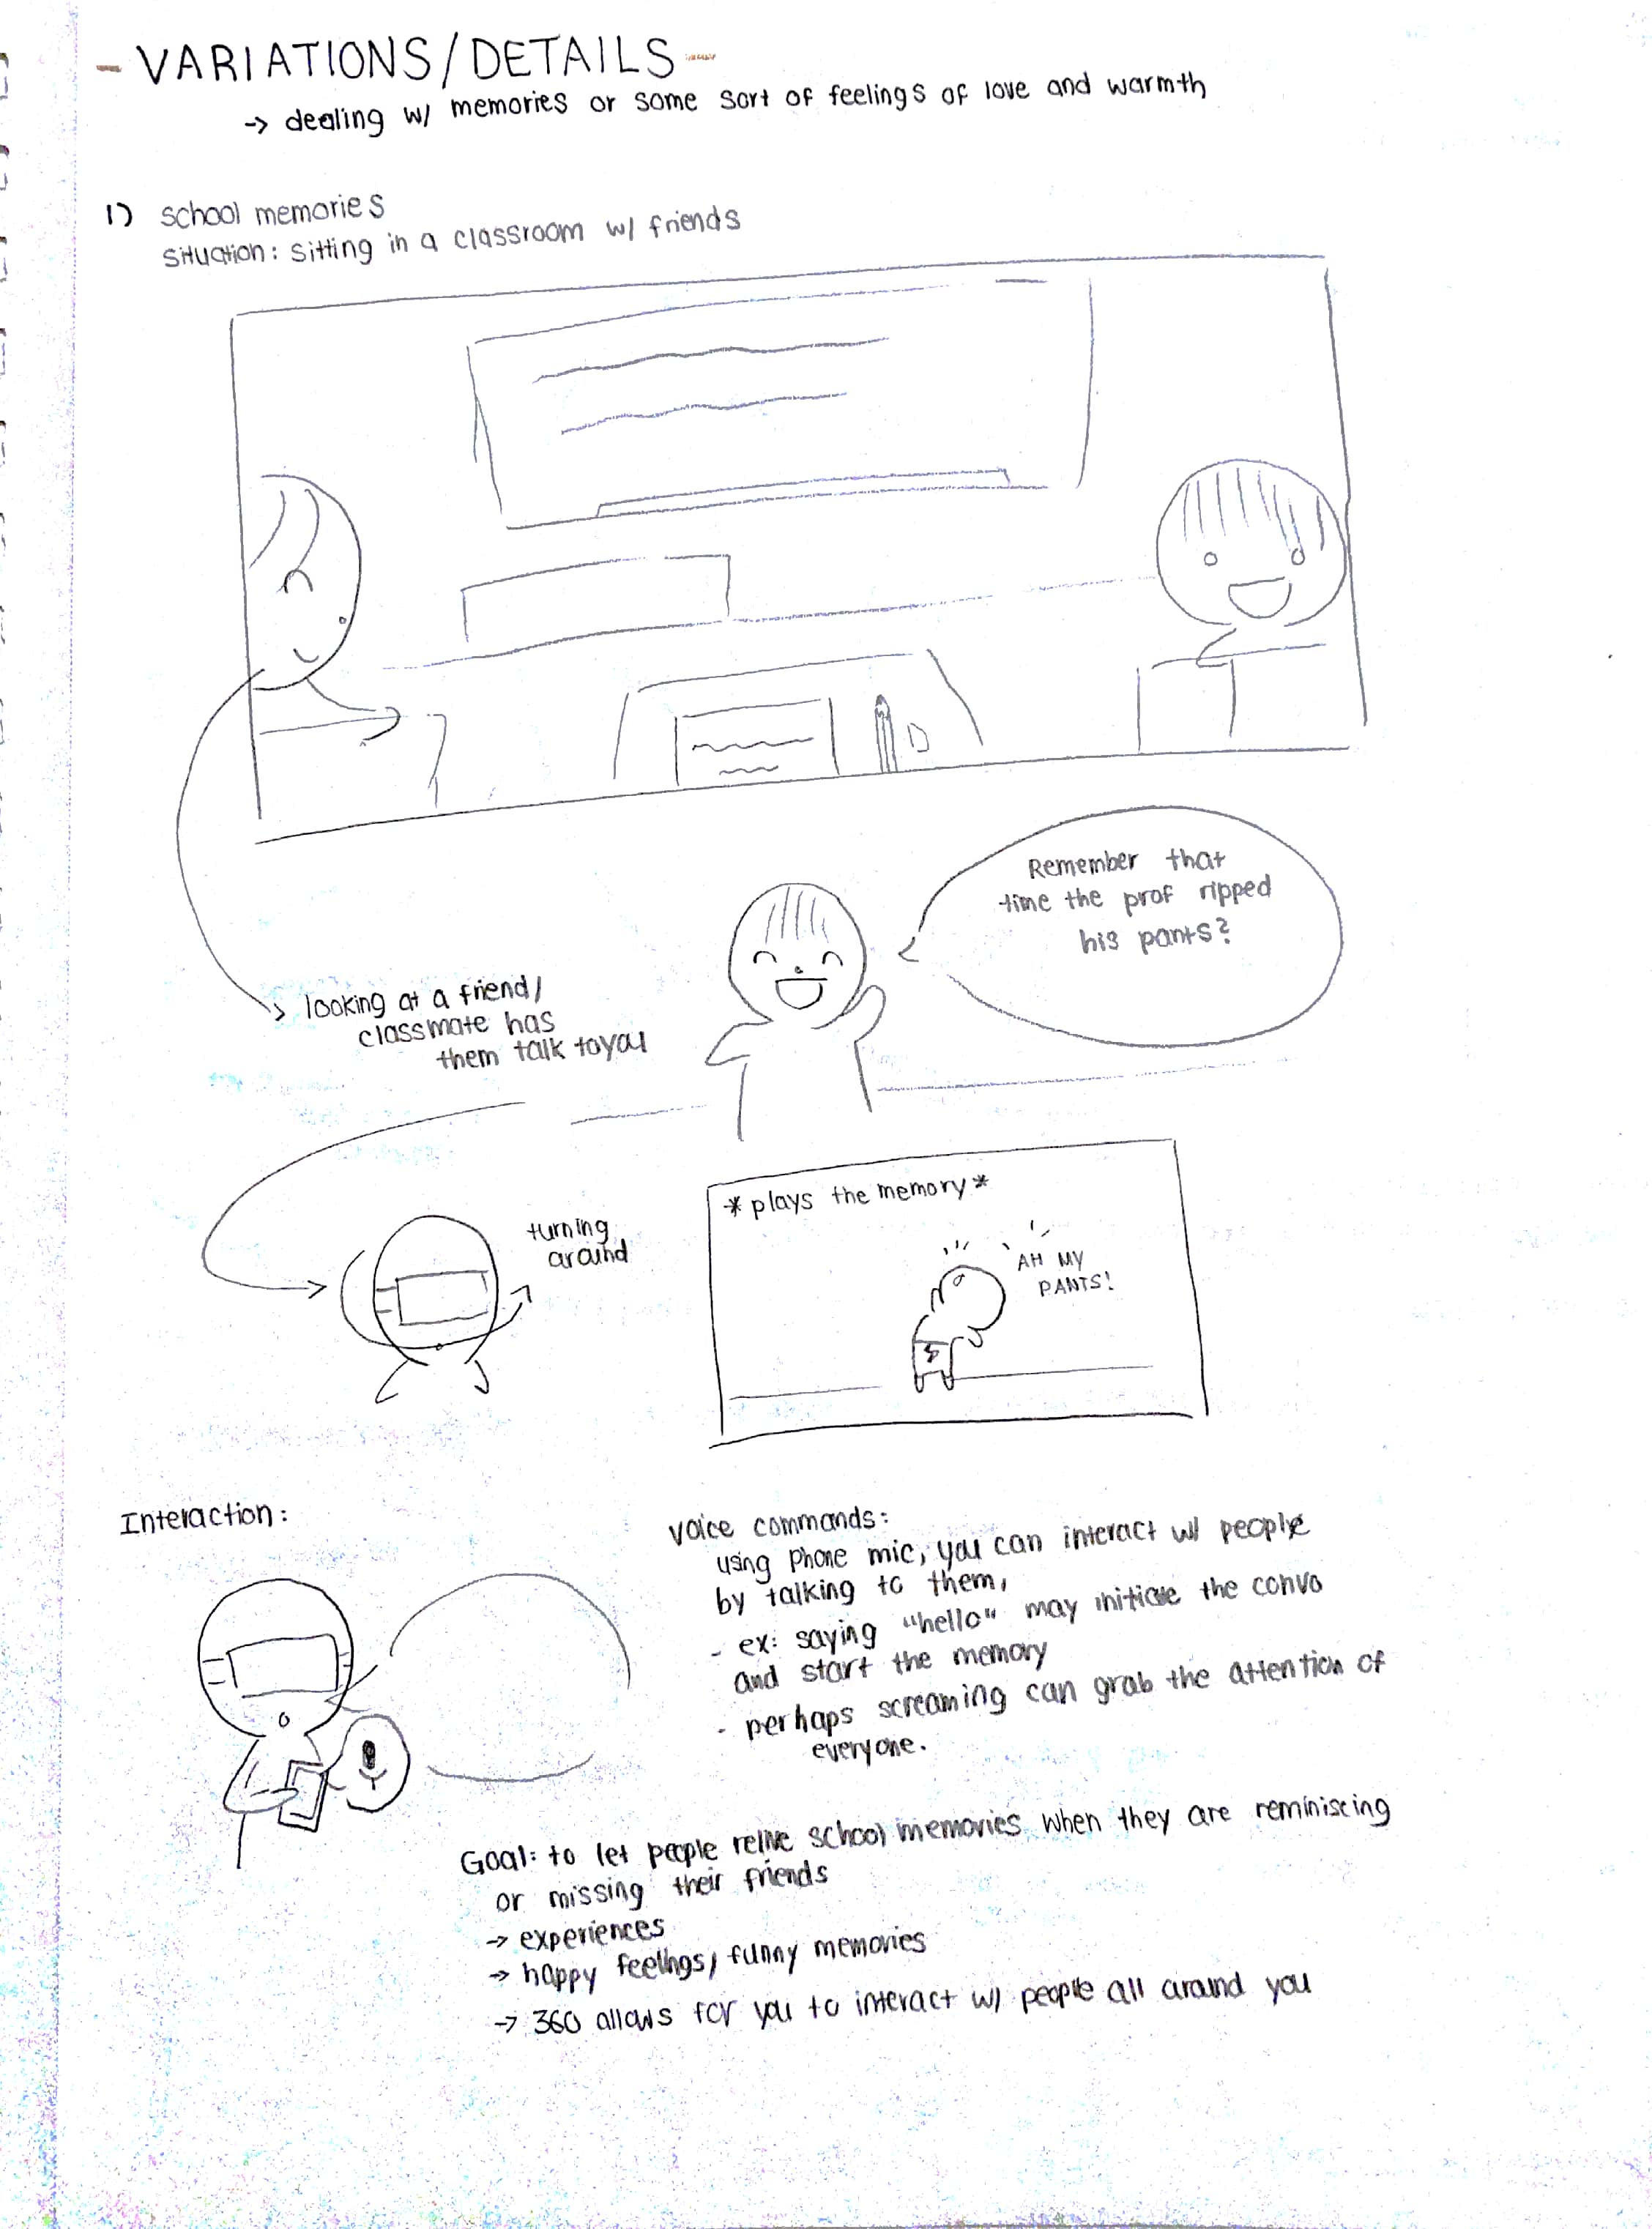 - VARIATIONS/DETAILS
-> dealing w/ memories or some sort of feelings of love and warmth
1) school memories
situation: sitting in a classroom w/ friends
Remember that
time the prof ripped
his pants?
looking at a friend/
classmate has
them talk to you
turning
around
*plays the memory*
AH MY
PANTS!
Interaction:
voice commands:
using phone mic, you can interact w/ people
by talking to them,
- ex: saying "hello" may initiate the convo
and start the memory
- perhaps screaming can grab the attention of
everyone.
Goal: to let people relive school memories when they are reminiscing
or missing their friends
-> experiences
-> happy feelings, funny memories
-> 360 allows for you to interact w/ people all around you